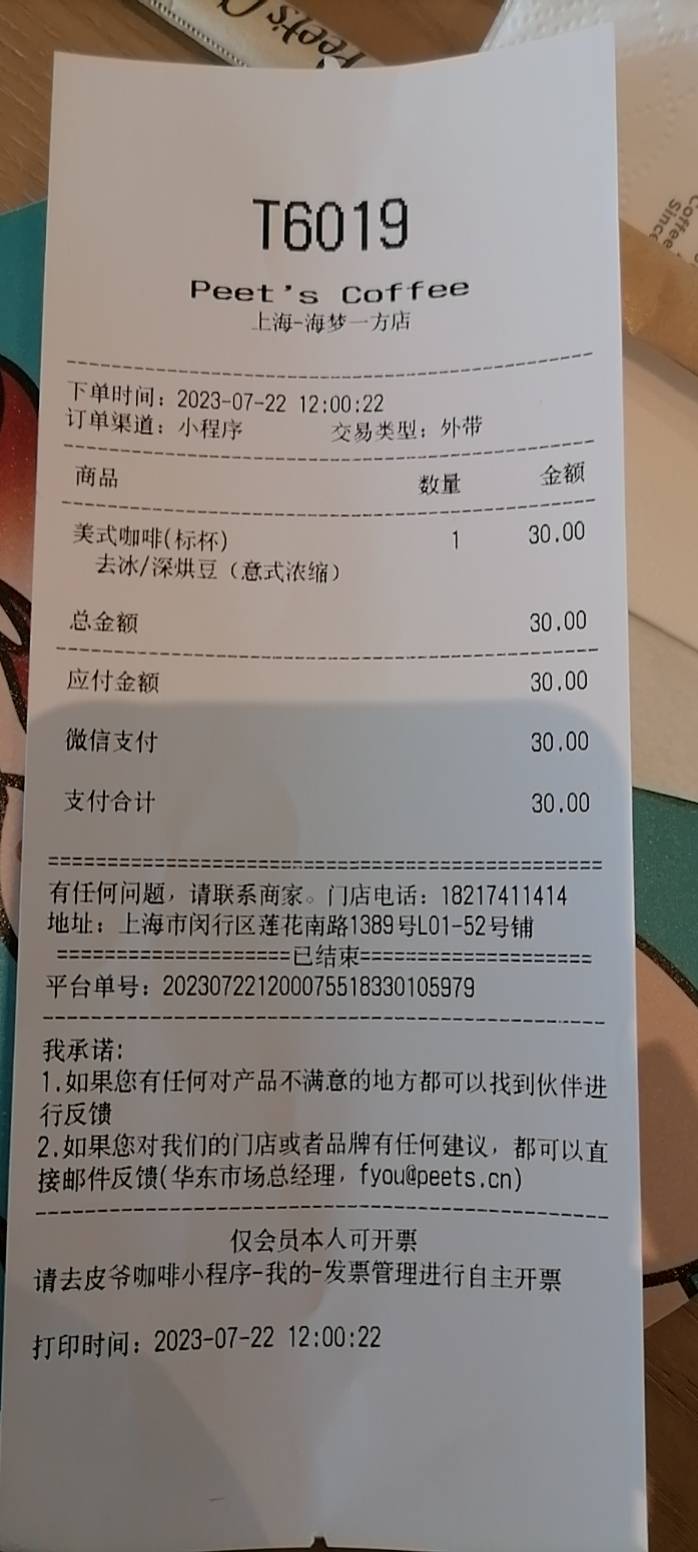 Peet's C
Coffee
Since
T6019
Peet's Coffee
上海-海梦一方店
下单时间：2023-07-22 12:00:22
订单渠道：小程序 交易类型：外带
商品 数量 金额
美式咖啡(标杯) 1 30.00
去冰/深烘豆（意式浓缩）
总金额 30.00
应付金额 30.00
微信支付 30.00
支付合计 30.00
有任何问题，请联系商家。门店电话：18217411414
地址：上海市闵行区莲花南路1389号L01-52号铺
====================已结束====================
平台单号：20230722120007551833​0105979
我承诺:
1.如果您有任何对产品不满意的地方都可以找到伙伴进
行反馈
2.如果您对我们的门店或者品牌有任何建议，都可以直
接邮件反馈(华东市场总经理，fyou@peets.cn)
仅会员本人可开票
请去皮爷咖啡小程序-我的-发票管理进行自主开票
打印时间：2023-07-22 12:00:22